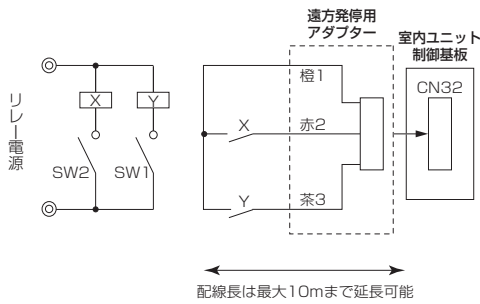 遠方発停用
アダプター
室内ユニット
制御基板
橙1
CN32
X
Y
リレー電源
X
赤2
SW2
SW1
Y
茶3
配線長は最大10mまで延長可能